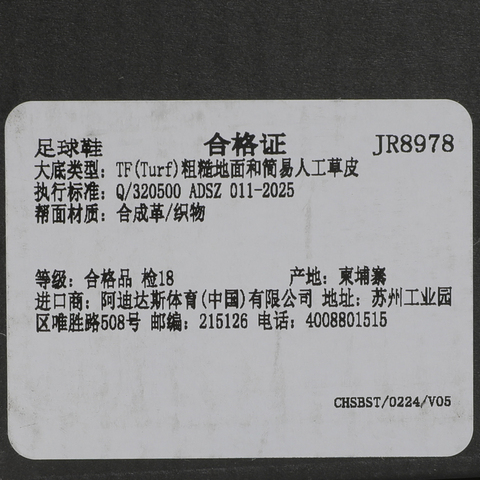 足球鞋 合格证 JR8978
大底类型: TF(Turf)粗糙地面和简易人工草皮
执行标准: Q/320500 ADSZ 011-2025
帮面材质: 合成革/织物
等级: 合格品 检18 产地: 柬埔寨
进口商: 阿迪达斯体育(中国)有限公司 地址: 苏州工业园
区唯胜路508号 邮编: 215126 电话: 4008801515
CHSBST/0224/V05